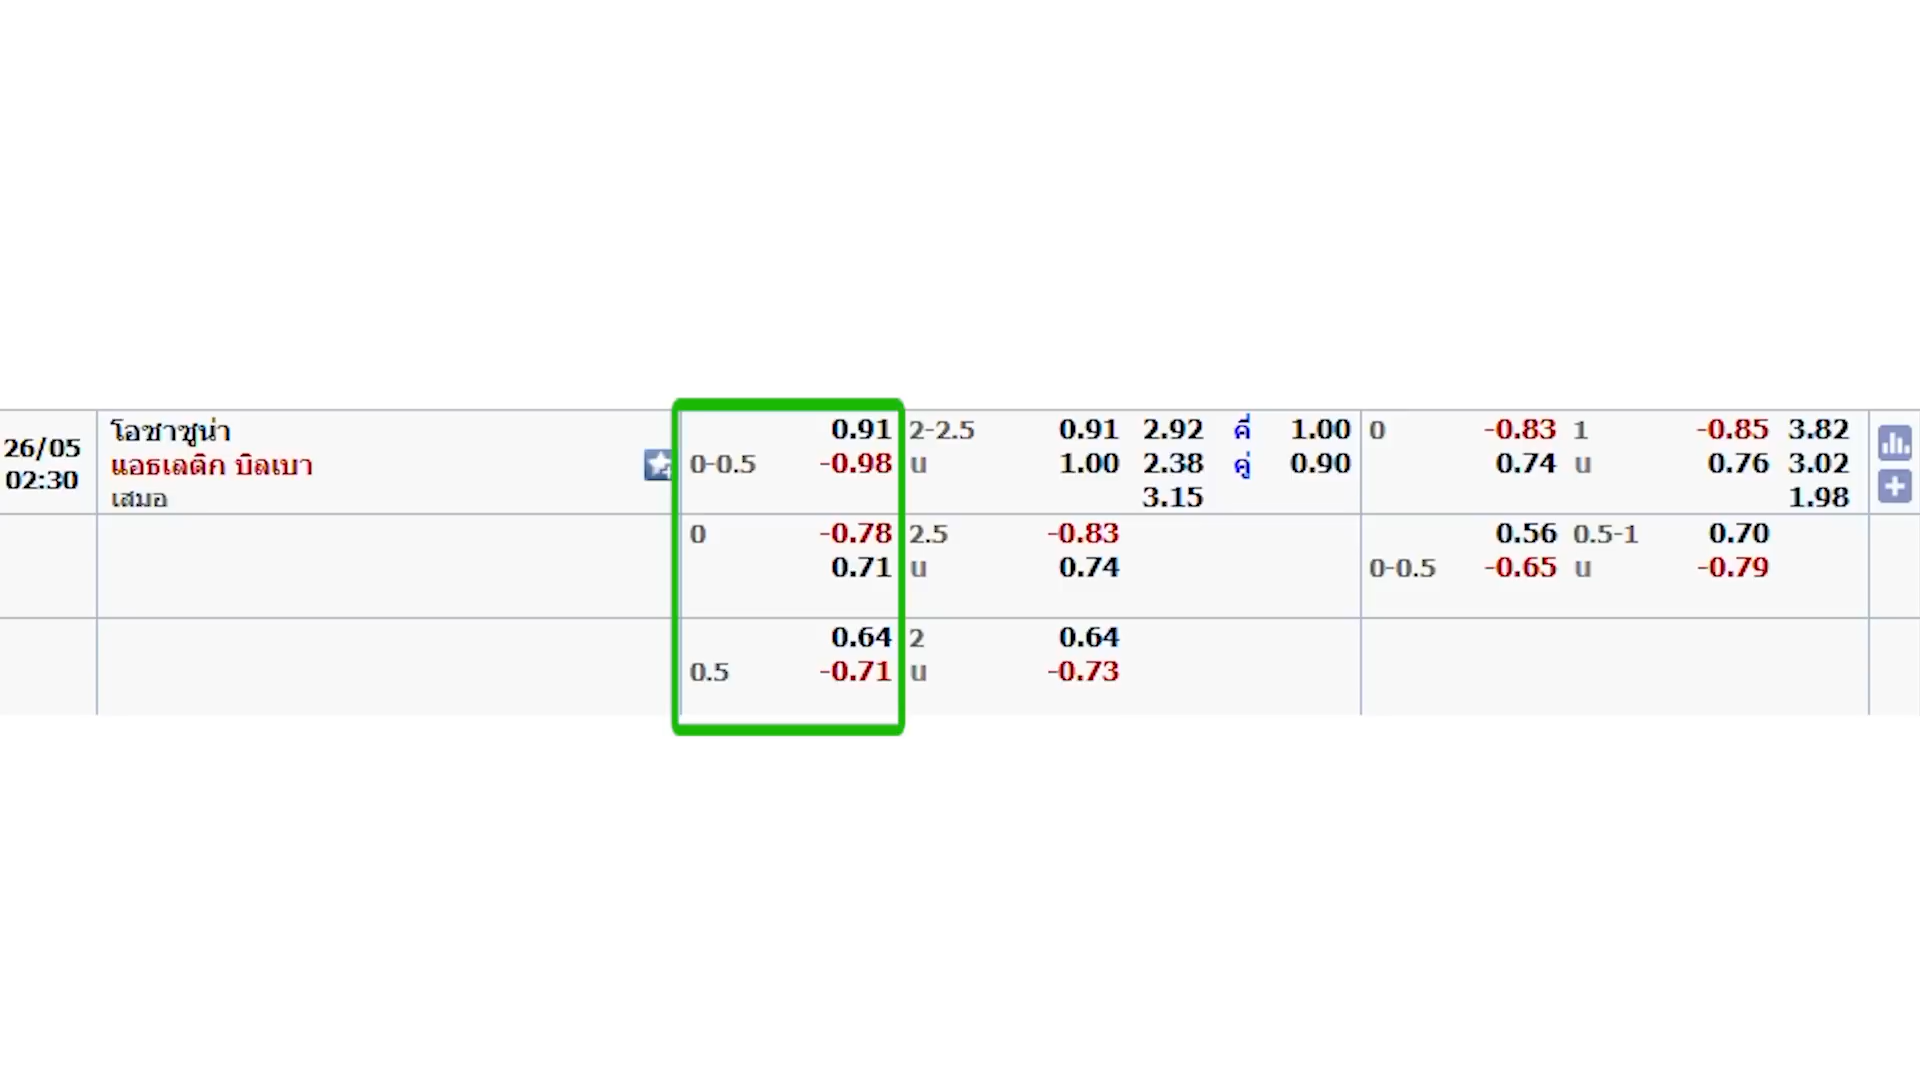 26/05
02:30
โอซาซูน่า
แอธเลติก บิลเบา
เสมอ
0.91 2-2.5 0.91 2.92 คี่ 1.00 0 -0.83 1 -0.85 3.82
0-0.5 -0.98 u 1.00 2.38 คู่ 0.90 0.74 u 0.76 3.02
3.15 1.98
0 -0.78 2.5 -0.83 0.56 0.5-1 0.70
0.71 u 0.74 0-0.5 -0.65 u -0.79
0.64 2 0.64
0.5 -0.71 u -0.73